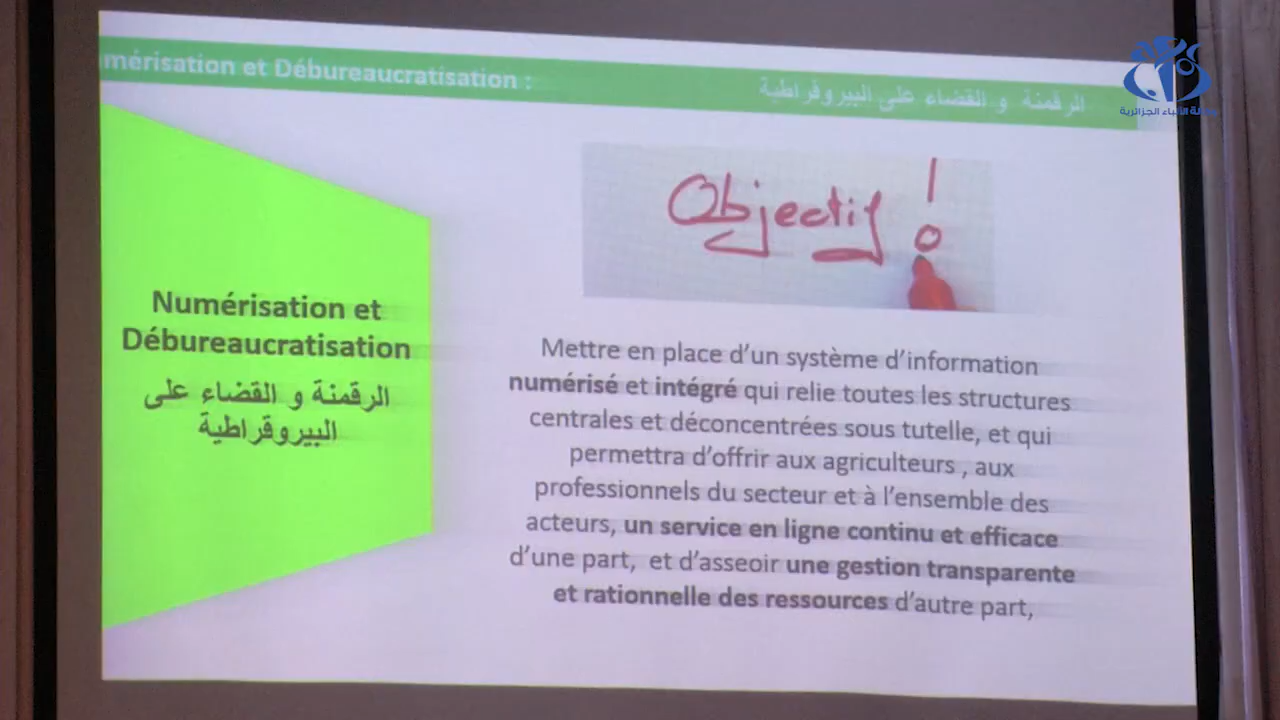 mérisation et Débureaucratisation :
الرقمنة و القضاء على البيروقراطية
وكالة الأنباء الجزائرية
Objectif !
Numérisation et
Débureaucratisation
الرقمنة و القضاء على
البيروقراطية
Mettre en place d’un système d’information
numérisé et intégré qui relie toutes les structures
centrales et déconcentrées sous tutelle, et qui
permettra d’offrir aux agriculteurs , aux
professionnels du secteur et à l’ensemble des
acteurs, un service en ligne continu et efficace
d’une part, et d’asseoir une gestion transparente
et rationnelle des ressources d’autre part,